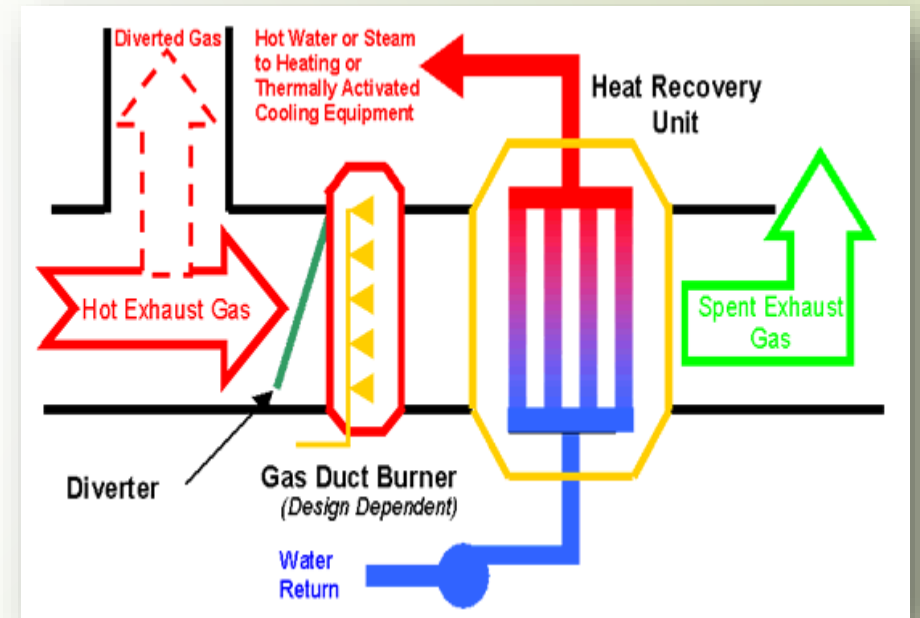 Diverted Gas
Hot Water or Steam
to Heating or
Thermally Activated
Cooling Equipment
Heat Recovery
Unit
Hot Exhaust Gas
Spent Exhaust
Gas
Diverter
Gas Duct Burner
(Design Dependent)
Water
Return